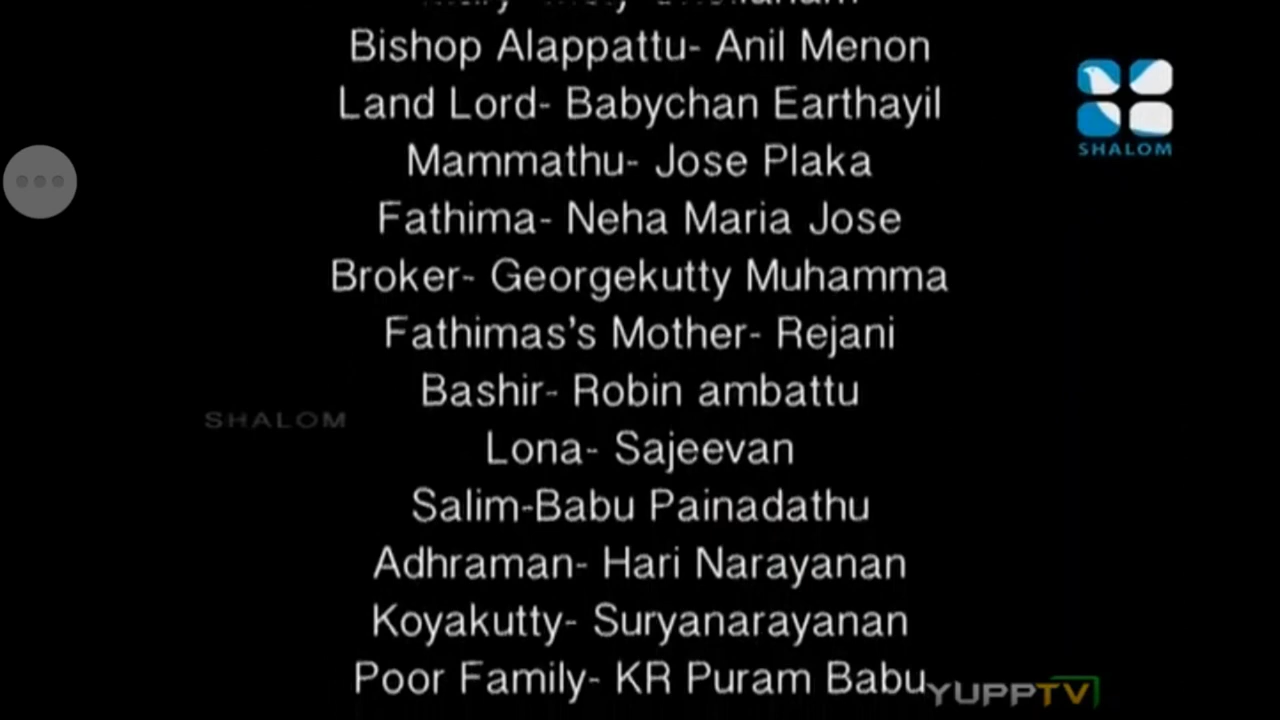 Bishop Alappattu- Anil Menon
Land Lord- Babychan Earthayil
SHALOM
Mammathu- Jose Plaka
Fathima- Neha Maria Jose
Broker- Georgekutty Muhamma
Fathimas's Mother- Rejani
Bashir- Robin ambattu
SHALOM
Lona- Sajeevan
Salim-Babu Painadathu
Adhraman- Hari Narayanan
Koyakutty- Suryanarayanan
Poor Family- KR Puram Babu
YUPPTV